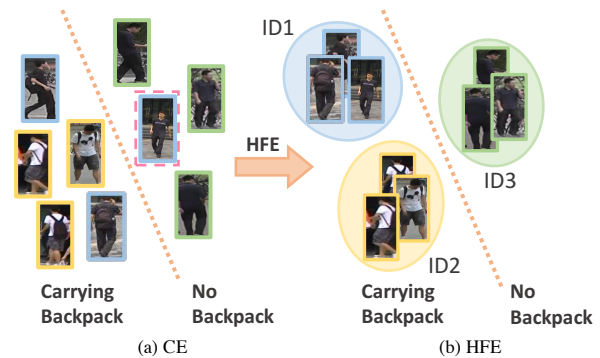 ID1
HFE
ID3
ID2
Carrying
Backpack
No
Backpack
Carrying
Backpack
No
Backpack
(a) CE
(b) HFE